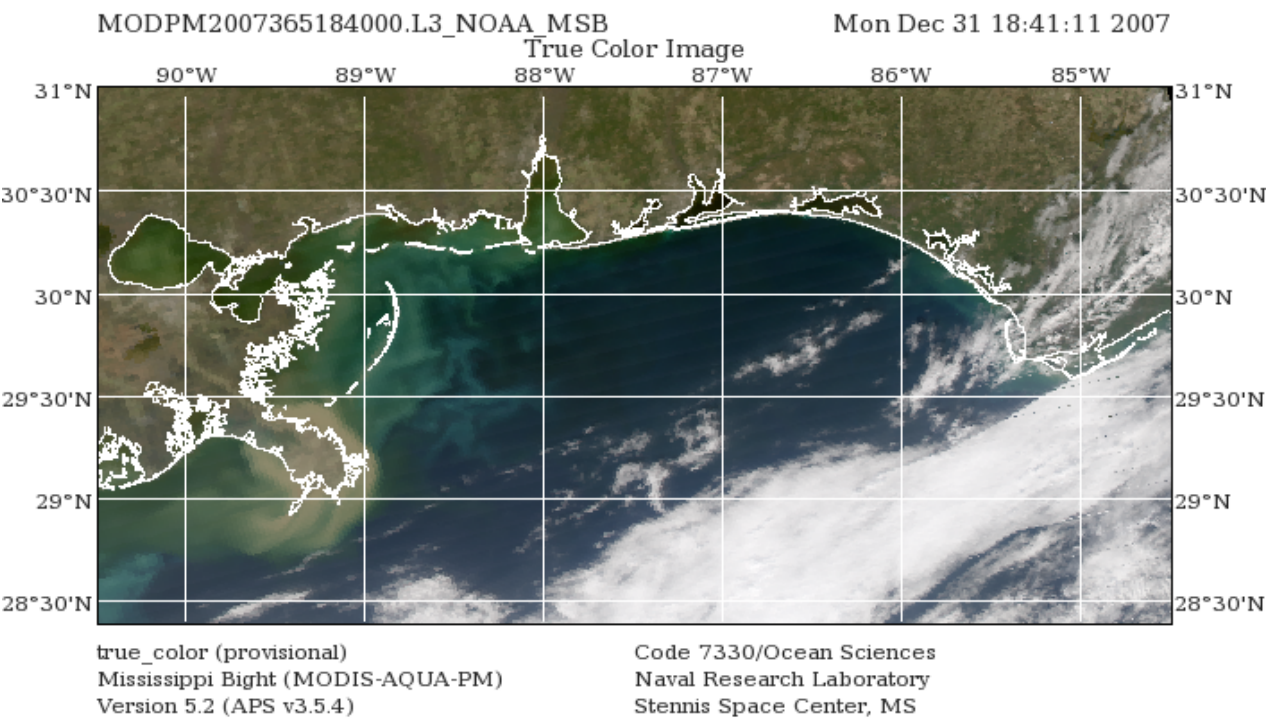 MODPM2007365184000.L3_NOAA_MSB Mon Dec 31 18:41:11 2007
True Color Image
90°W 89°W 88°W 87°W 86°W 85°W
31°N 31°N
30°30'N 30°30'N
30°N 30°N
29°30'N 29°30'N
29°N 29°N
28°30'N 28°30'N
true_color (provisional) Code 7330/Ocean Sciences
Mississippi Bight (MODIS-AQUA-PM) Naval Research Laboratory
Version 5.2 (APS v3.5.4) Stennis Space Center, MS